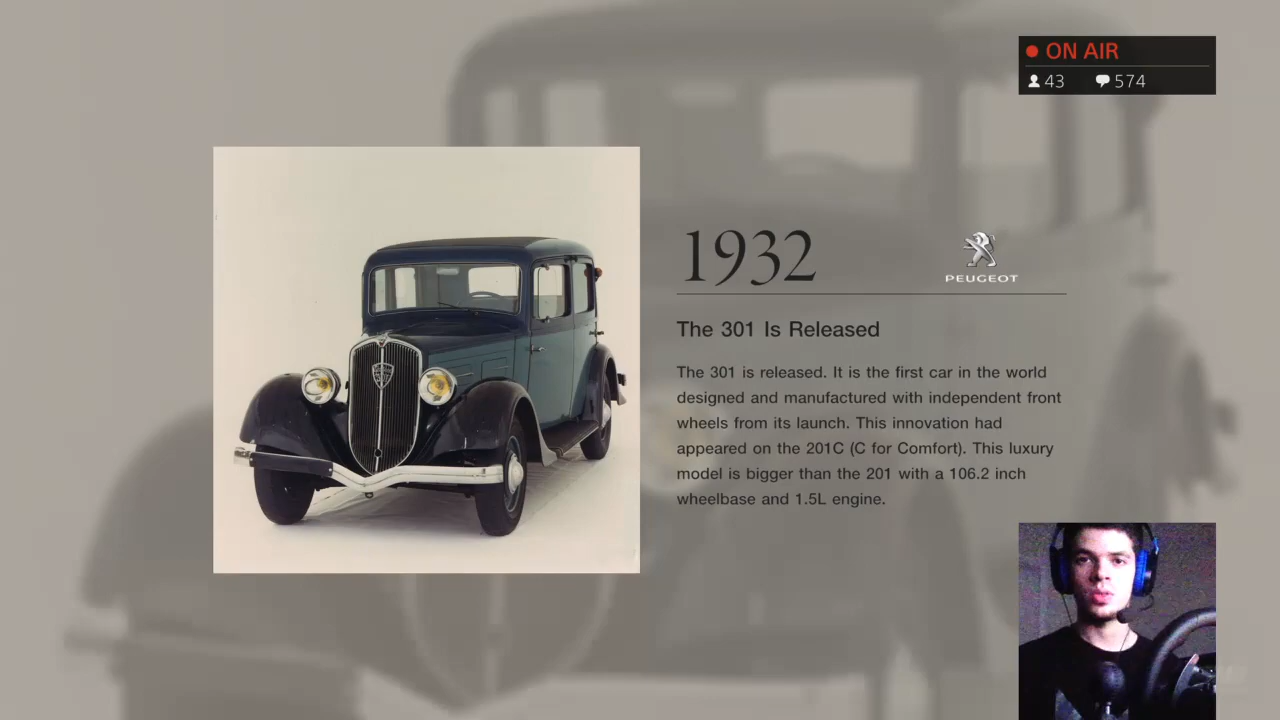 ON AIR
43 574
1932
PEUGEOT
The 301 Is Released
The 301 is released. It is the first car in the world
designed and manufactured with independent front
wheels from its launch. This innovation had
appeared on the 201C (C for Comfort). This luxury
model is bigger than the 201 with a 106.2 inch
wheelbase and 1.5L engine.